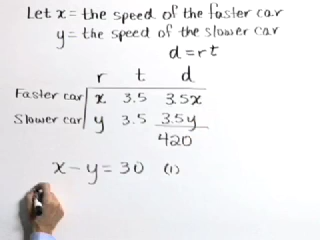 Let x = the speed of the faster car
y = the speed of the slower car
d = rt
r t d
Faster car x 3.5 3.5x
Slower car y 3.5 3.5y
420
x - y = 30 (1)